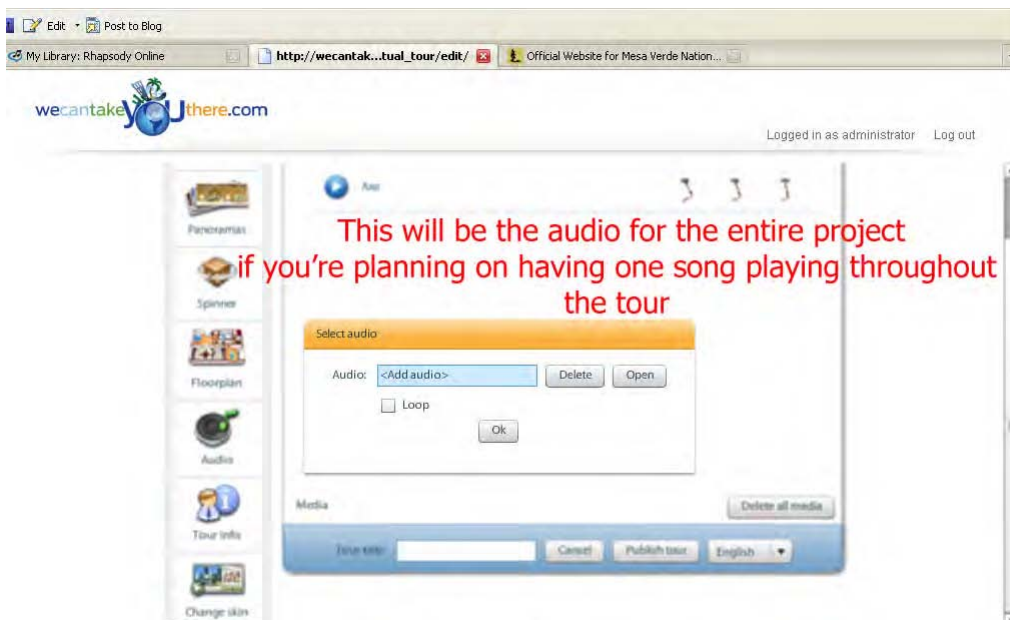 Edit Post to Blog
My Library: Rhapsody Online http://wecantak...tual_tour/edit/ Official Website for Mesa Verde Nation...
wecantakeyouthere.com
Logged in as administrator Log out
Panoramas
This will be the audio for the entire project
if you're planning on having one song playing throughout
the tour
Spinner
Select audio
Audio: <Add audio> Delete Open
Floorplan
Loop
Ok
Audio
Media Delete all media
Tour info
Tour title: Cancel Publish tour English
Change skin